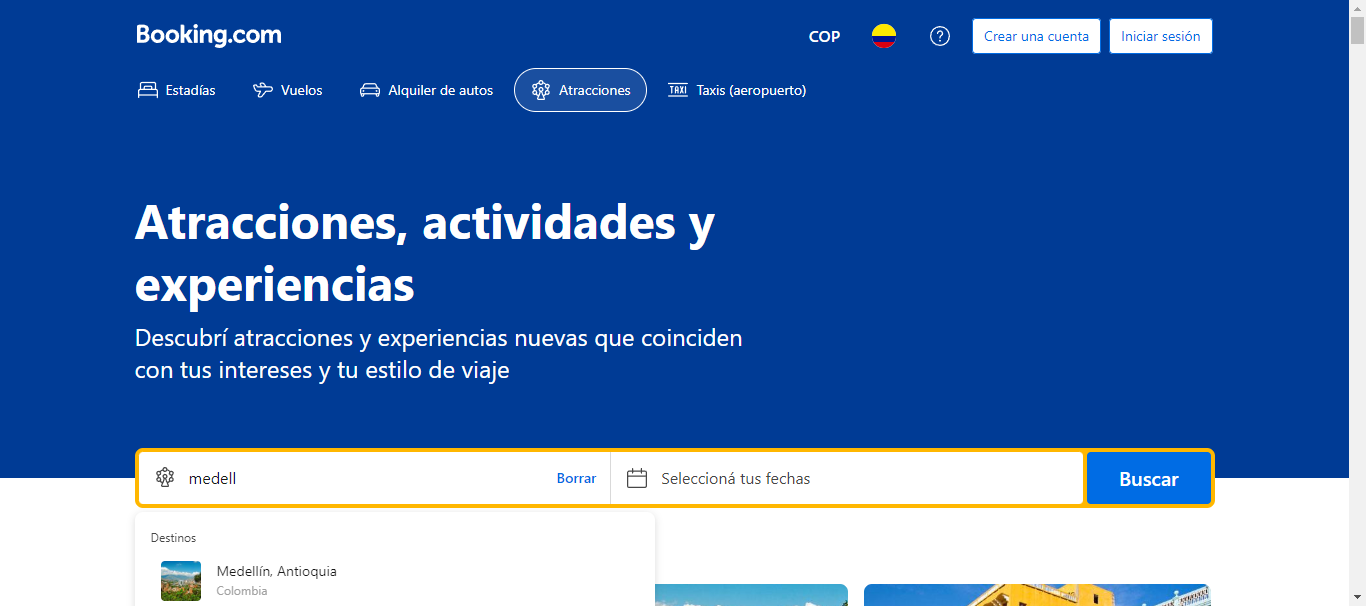 Booking.com
COP
Crear una cuenta
Iniciar sesión
Estadías
Vuelos
Alquiler de autos
Atracciones
TAXI
Taxis (aeropuerto)
Atracciones, actividades y
experiencias
Descubrí atracciones y experiencias nuevas que coinciden
con tus intereses y tu estilo de viaje
medell
Borrar
Seleccioná tus fechas
Buscar
Destinos
Medellín, Antioquia
Colombia